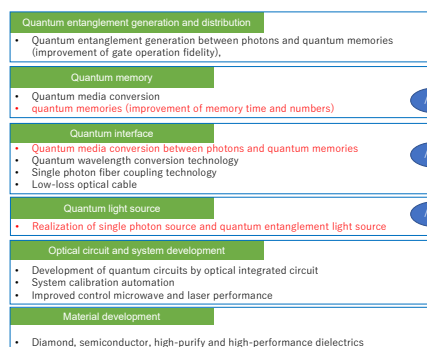 Quantum entanglement generation and distribution
• Quantum entanglement generation between photons and quantum memories
(improvement of gate operation fidelity),
Quantum memory
• Quantum media conversion
• quantum memories (improvement of memory time and numbers)
Quantum interface
• Quantum media conversion between photons and quantum memories
• Quantum wavelength conversion technology
• Single photon fiber coupling technology
• Low-loss optical cable
Quantum light source
• Realization of single photon source and quantum entanglement light source
Optical circuit and system development
• Development of quantum circuits by optical integrated circuit
• System calibration automation
• Improved control microwave and laser performance
Material development
• Diamond, semiconductor, high-purify and high-performance dielectrics